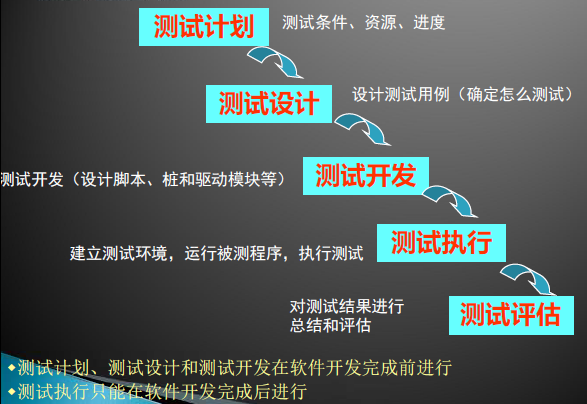 测试计划
测试条件、资源、进度
测试设计
设计测试用例（确定怎么测试）
测试开发
测试开发（设计脚本、桩和驱动模块等）
测试执行
建立测试环境，运行被测程序，执行测试
对测试结果进行
总结和评估
测试评估
测试计划、测试设计和测试开发在软件开发完成前进行
测试执行只能在软件开发完成后进行